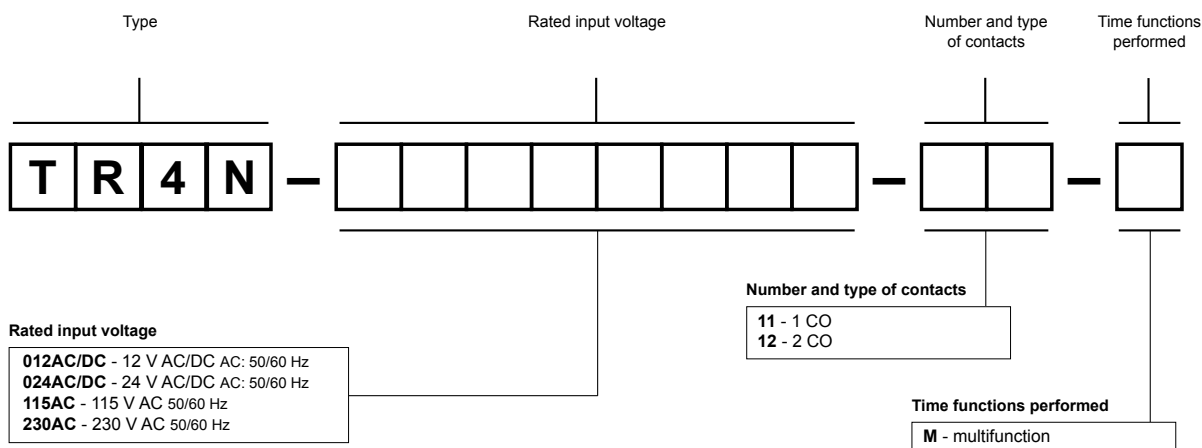 Type
Rated input voltage
Number and type
of contacts
Time functions
performed
T R 4 N – – –
Number and type of contacts
11 - 1 CO
12 - 2 CO
Rated input voltage
012AC/DC - 12 V AC/DC AC: 50/60 Hz
024AC/DC - 24 V AC/DC AC: 50/60 Hz
115AC - 115 V AC 50/60 Hz
230AC - 230 V AC 50/60 Hz
Time functions performed
M - multifunction